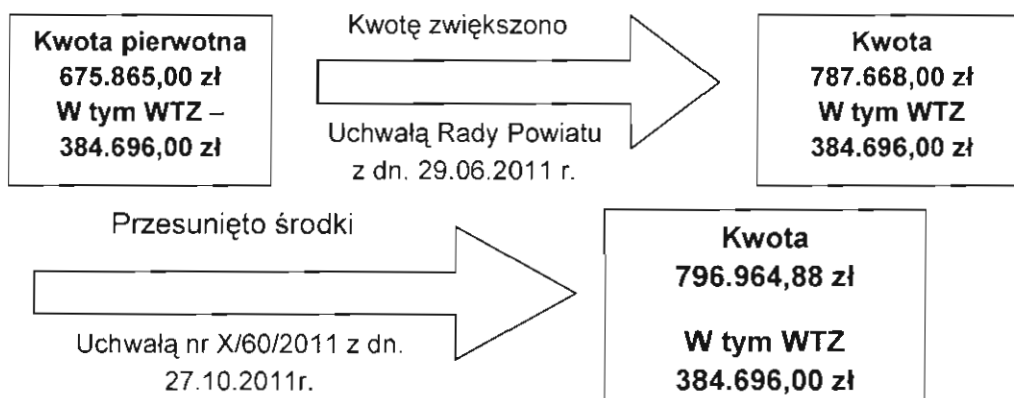 Kwota pierwotna
675.865,00 zł
W tym WTZ –
384.696,00 zł
Kwotę zwiększono
Uchwałą Rady Powiatu
z dn. 29.06.2011 r.
Kwota
787.668,00 zł
W tym WTZ
384.696,00 zł
Przesunięto środki
Uchwałą nr X/60/2011 z dn.
27.10.2011r.
Kwota
796.964,88 zł
W tym WTZ
384.696,00 zł